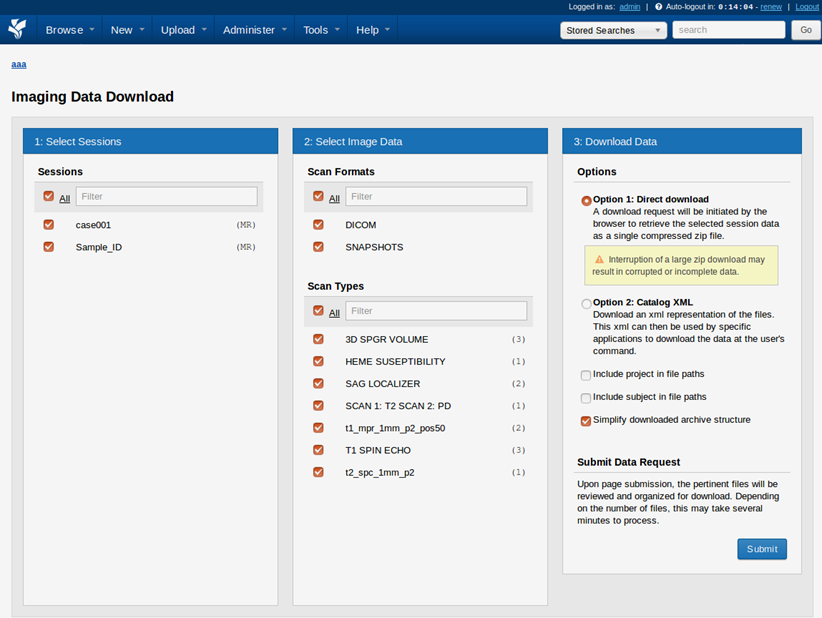 Logged in as: admin | Auto-logout in: 0:14:04 - renew | Logout
Browse New Upload Administer Tools Help Stored Searches search Go
aaa
Imaging Data Download
1: Select Sessions
Sessions
All Filter
case001 (MR)
Sample_ID (MR)
2: Select Image Data
Scan Formats
All Filter
DICOM
SNAPSHOTS
Scan Types
All Filter
3D SPGR VOLUME (3)
HEME SUSEPTIBILITY (1)
SAG LOCALIZER (2)
SCAN 1: T2 SCAN 2: PD (1)
t1_mpr_1mm_p2_pos50 (2)
T1 SPIN ECHO (3)
t2_spc_1mm_p2 (1)
3: Download Data
Options
Option 1: Direct download
A download request will be initiated by the
browser to retrieve the selected session data
as a single compressed zip file.
Interruption of a large zip download may
result in corrupted or incomplete data.
Option 2: Catalog XML
Download an xml representation of the files.
This xml can then be used by specific
applications to download the data at the user's
command.
Include project in file paths
Include subject in file paths
Simplify downloaded archive structure
Submit Data Request
Upon page submission, the pertinent files will be
reviewed and organized for download. Depending
on the number of files, this may take several
minutes to process.
Submit